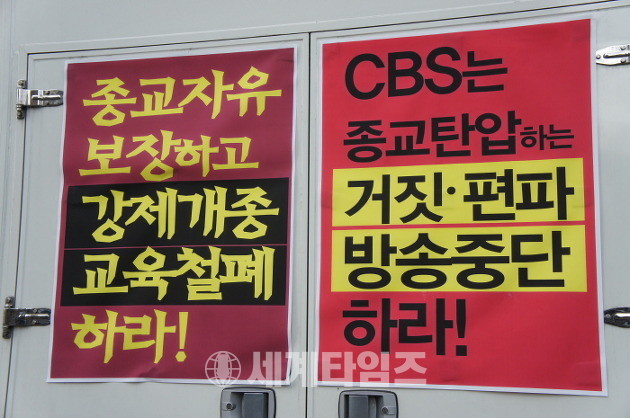 종교자유
보장하고
강제개종
교육철폐
하라!
CBS는
종교탄압하는
거짓·편파
방송중단
하라!
세계타임즈